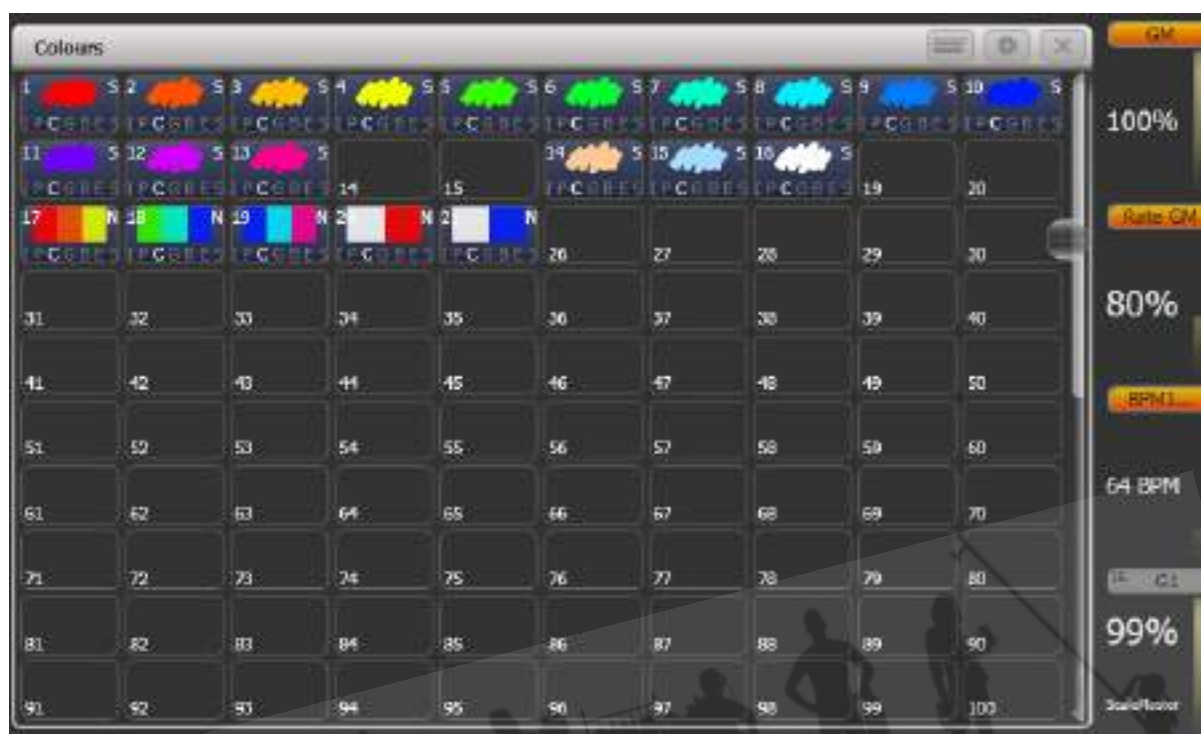 Colours
GM
1 S 2 S 3 S 4 S 5 S 6 S 7 S 8 S 9 S 10 S
I P C G B E S I P C G B E S I P C G B E S I P C G B E S I P C G B E S I P C G B E S I P C G B E S I P C G B E S I P C G B E S I P C G B E S
100%
11 S 12 S 13 S 14 S 15 S 16 S
I P C G B E S I P C G B E S I P C G B E S 14 15 I P C G B E S I P C G B E S I P C G B E S 19 20
17 N 18 N 19 N 2 N 2 N
Rate GM
I P C G B E S I P C G B E S I P C G B E S I P C G B E S I P C G B E S 26 27 28 29 30
80%
31 32 33 34 35 36 37 38 39 40
41 42 43 44 45 46 47 48 49 50
BPM1...
51 52 53 54 55 56 57 58 59 60
64 BPM
61 62 63 64 65 66 67 68 69 70
71 72 73 74 75 76 77 78 79 80
G1
81 82 83 84 85 86 87 88 89 90
99%
91 92 93 94 95 96 97 98 99 100
ScaleMaster